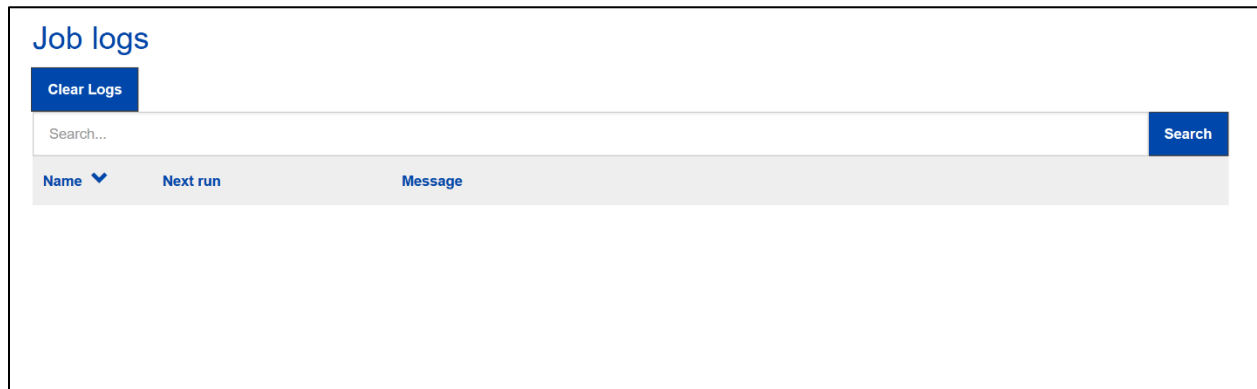 Job logs
Clear Logs
Search... Search
Name Next run Message